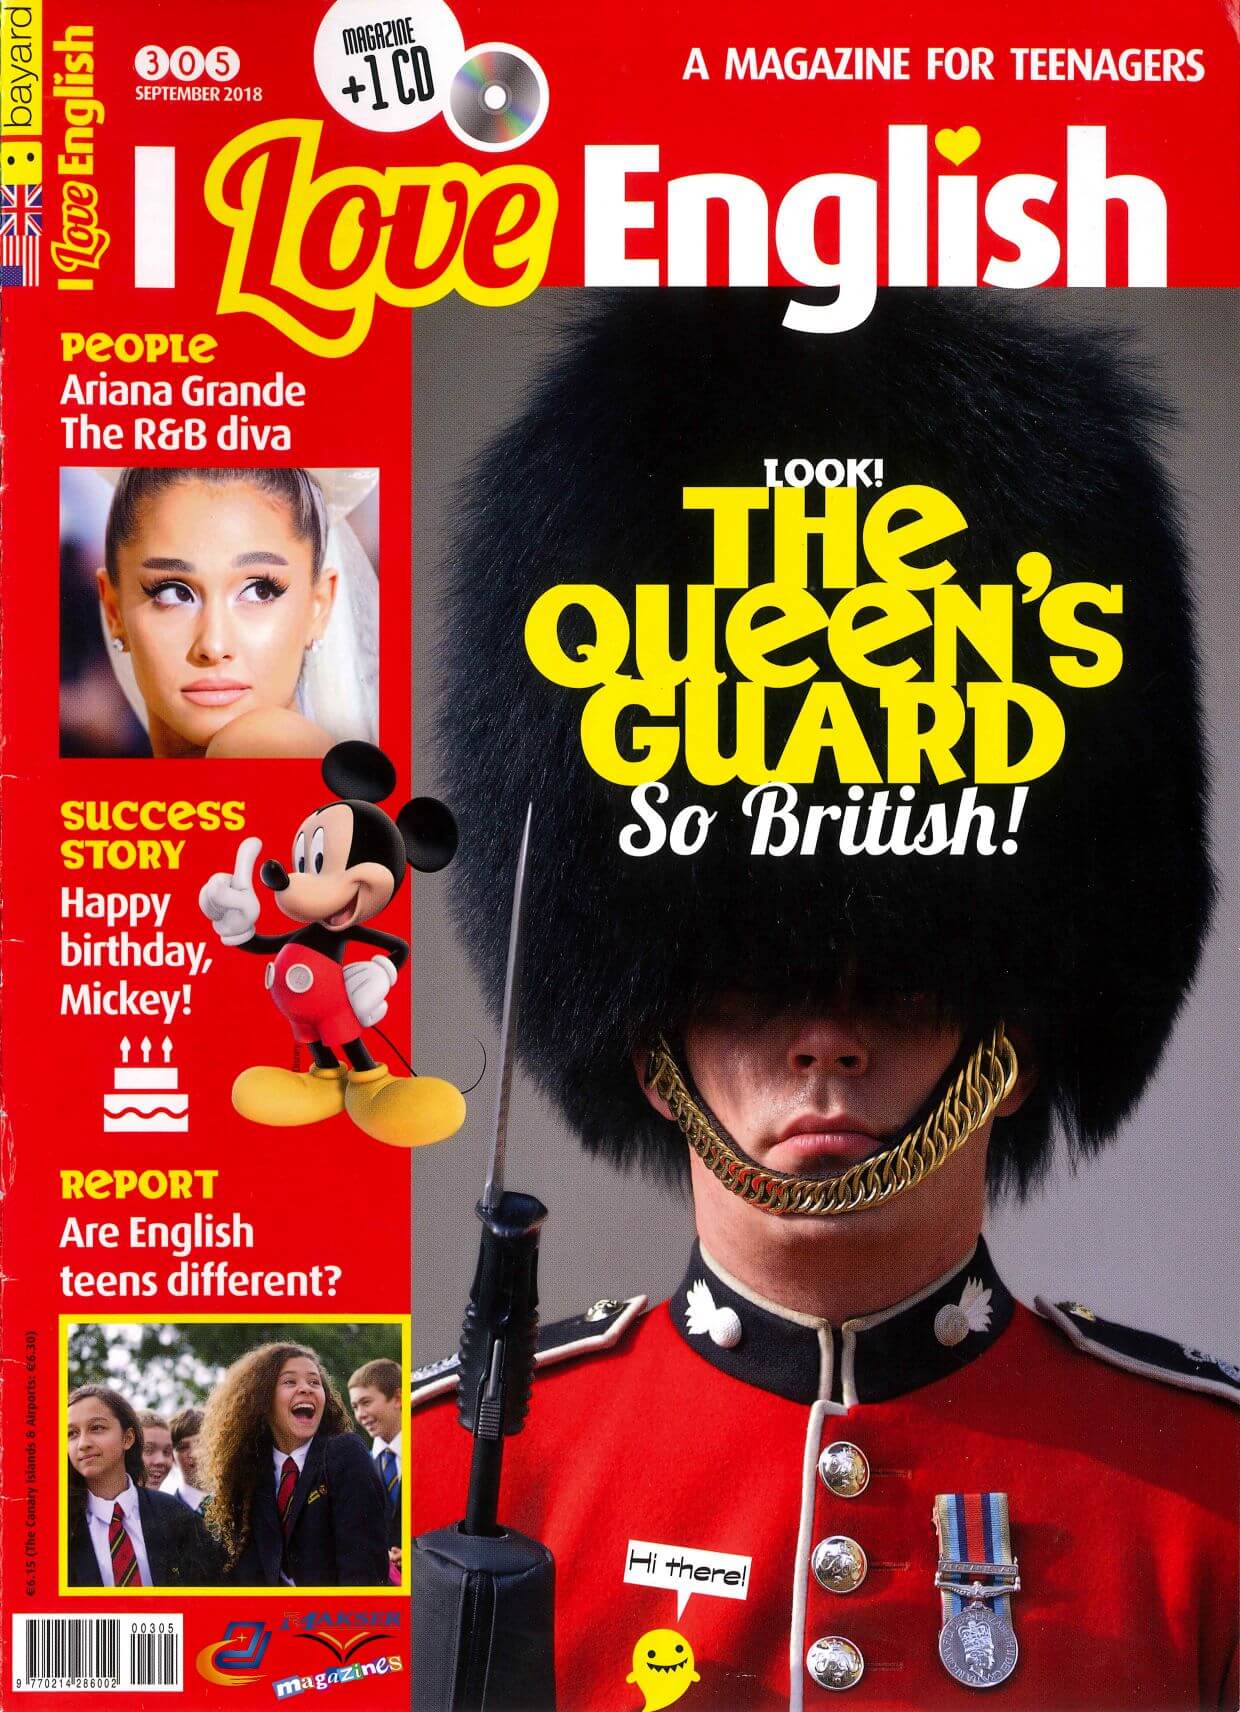 bayard
I Love English
305
SEPTEMBER 2018
MAGAZINE
+1 CD
A MAGAZINE FOR TEENAGERS
I Love English
PEOPLE
Ariana Grande
The R&B diva
SUCCESS
STORY
Happy
birthday,
Mickey!
REPORT
Are English
teens different?
LOOK!
THE
QUEEN'S
GUARD
So British!
Hi there!
€6.15 (The Canary Islands & Airports: €6.30)
00305
9 770214 286002
magazines